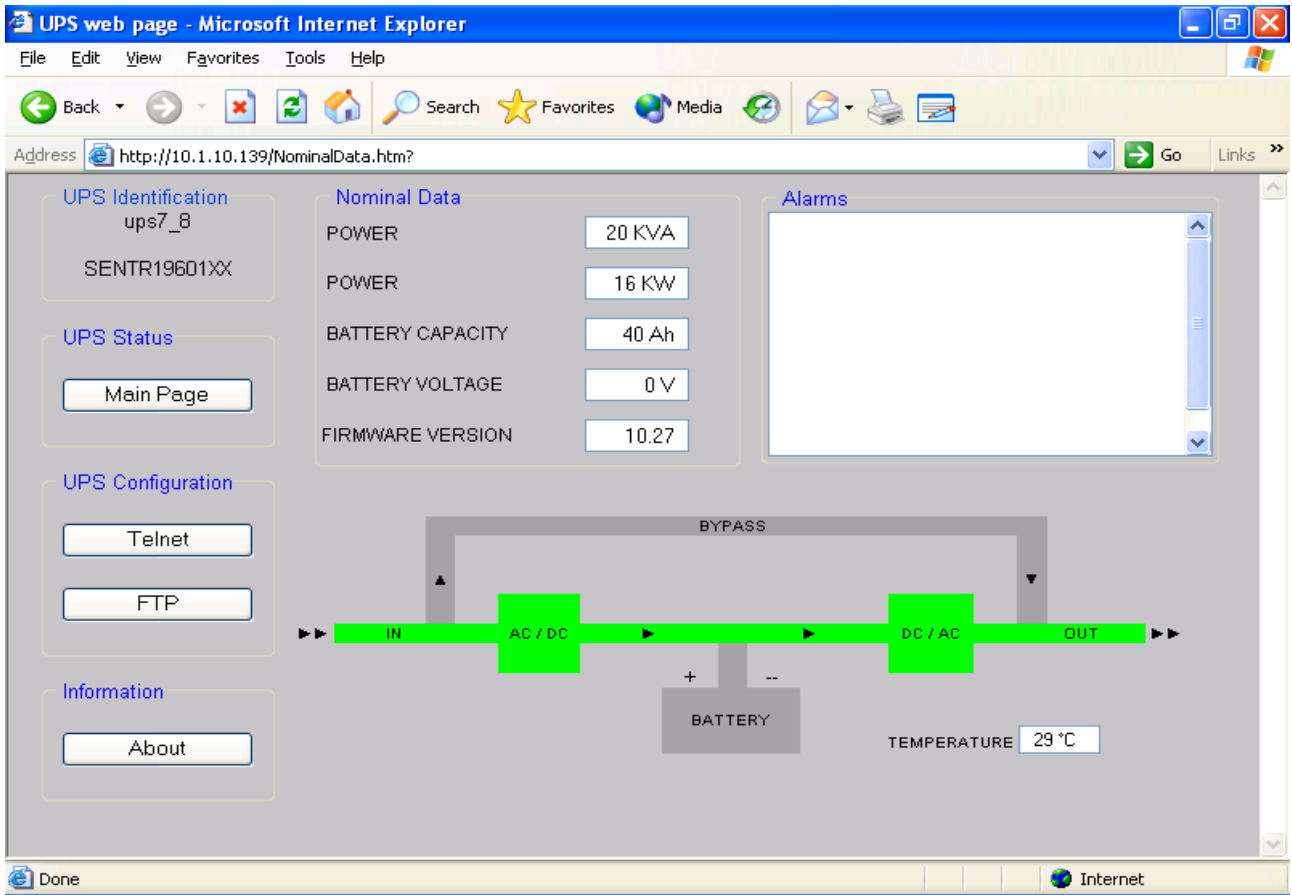 UPS web page - Microsoft Internet Explorer
File Edit View Favorites Tools Help
Back Search Favorites Media
Address http://10.1.10.139/NominalData.htm? Go Links »
UPS Identification
ups7_8
SENTR19601XX
UPS Status
Main Page
UPS Configuration
Telnet
FTP
Information
About
Nominal Data
POWER 20 KVA
POWER 16 KW
BATTERY CAPACITY 40 Ah
BATTERY VOLTAGE 0 V
FIRMWARE VERSION 10.27
Alarms
BYPASS
IN AC / DC DC / AC OUT
+ --
BATTERY
TEMPERATURE 29 °C
Done Internet